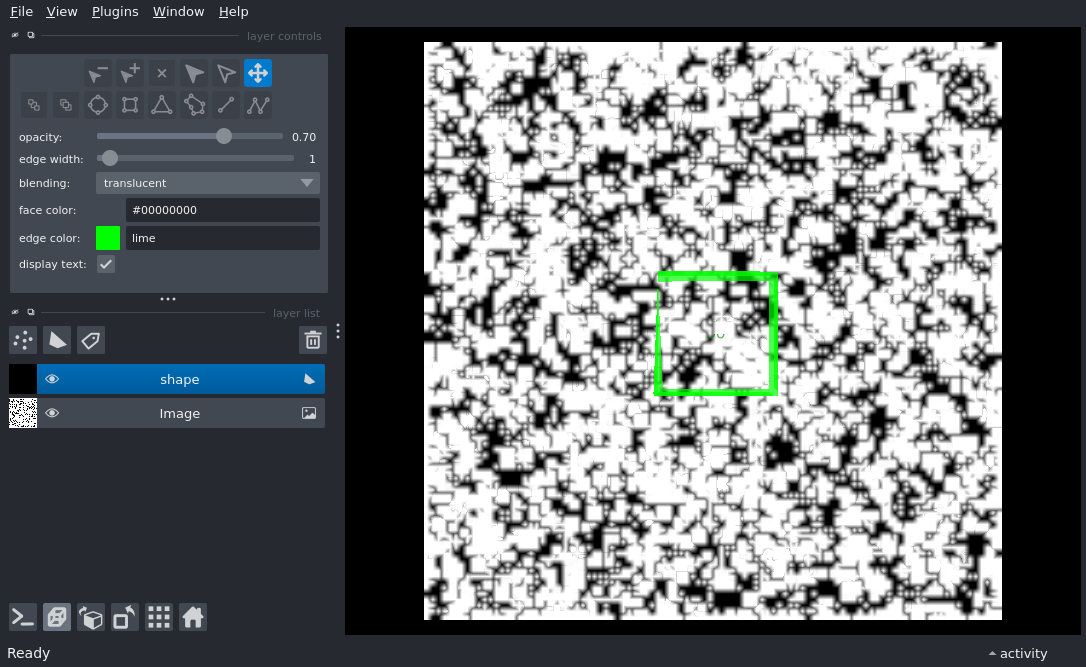 File View Plugins Window Help
layer controls
opacity: 0.70
edge width: 1
blending: translucent
face color: #00000000
edge color: lime
display text:
layer list
shape
Image
Ready
activity